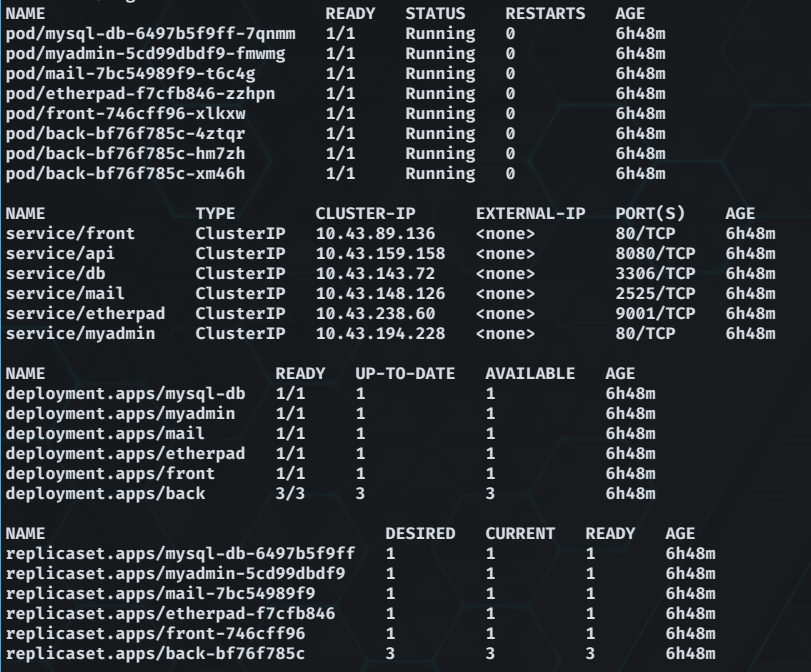 NAME READY STATUS RESTARTS AGE
pod/mysql-db-6497b5f9ff-7qnmm 1/1 Running 0 6h48m
pod/myadmin-5cd99dbdf9-fmwmg 1/1 Running 0 6h48m
pod/mail-7bc54989f9-t6c4g 1/1 Running 0 6h48m
pod/etherpad-f7cfb846-zzhpn 1/1 Running 0 6h48m
pod/front-746cff96-xlkxw 1/1 Running 0 6h48m
pod/back-bf76f785c-4ztqr 1/1 Running 0 6h48m
pod/back-bf76f785c-hm7zh 1/1 Running 0 6h48m
pod/back-bf76f785c-xm46h 1/1 Running 0 6h48m
NAME TYPE CLUSTER-IP EXTERNAL-IP PORT(S) AGE
service/front ClusterIP 10.43.89.136 <none> 80/TCP 6h48m
service/api ClusterIP 10.43.159.158 <none> 8080/TCP 6h48m
service/db ClusterIP 10.43.143.72 <none> 3306/TCP 6h48m
service/mail ClusterIP 10.43.148.126 <none> 2525/TCP 6h48m
service/etherpad ClusterIP 10.43.238.60 <none> 9001/TCP 6h48m
service/myadmin ClusterIP 10.43.194.228 <none> 80/TCP 6h48m
NAME READY UP-TO-DATE AVAILABLE AGE
deployment.apps/mysql-db 1/1 1 1 6h48m
deployment.apps/myadmin 1/1 1 1 6h48m
deployment.apps/mail 1/1 1 1 6h48m
deployment.apps/etherpad 1/1 1 1 6h48m
deployment.apps/front 1/1 1 1 6h48m
deployment.apps/back 3/3 3 3 6h48m
NAME DESIRED CURRENT READY AGE
replicaset.apps/mysql-db-6497b5f9ff 1 1 1 6h48m
replicaset.apps/myadmin-5cd99dbdf9 1 1 1 6h48m
replicaset.apps/mail-7bc54989f9 1 1 1 6h48m
replicaset.apps/etherpad-f7cfb846 1 1 1 6h48m
replicaset.apps/front-746cff96 1 1 1 6h48m
replicaset.apps/back-bf76f785c 3 3 3 6h48m